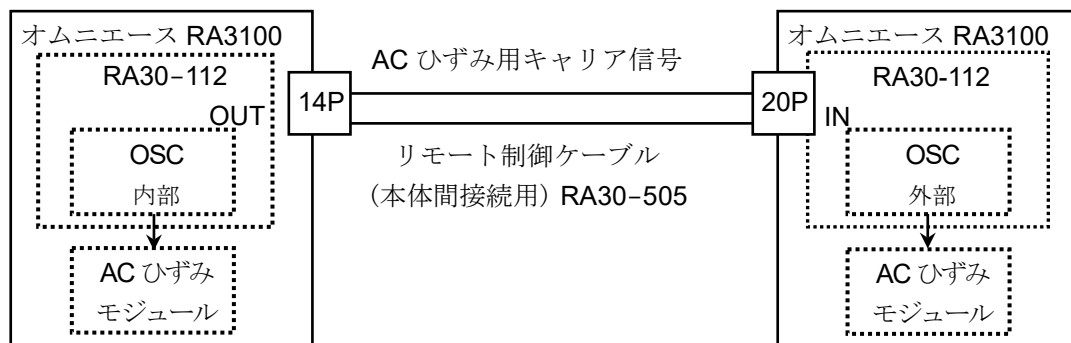 オムニエース RA3100
RA30-112
OUT
OSC
内部
AC ひずみ
モジュール
14P
AC ひずみ用キャリア信号
リモート制御ケーブル
(本体間接続用) RA30-505
20P
オムニエース RA3100
RA30-112
IN
OSC
外部
AC ひずみ
モジュール